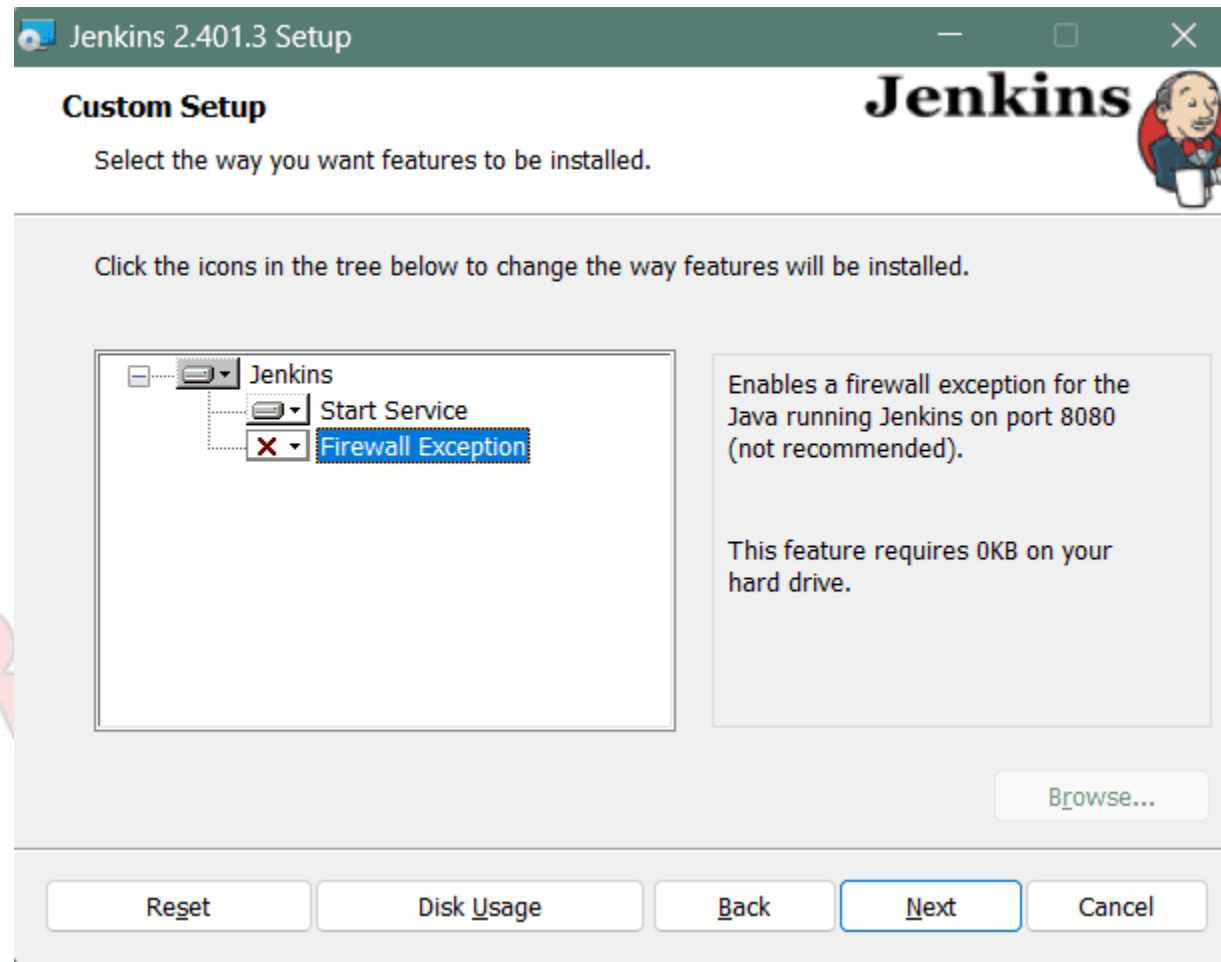 Jenkins 2.401.3 Setup
Jenkins
Custom Setup
Select the way you want features to be installed.
Click the icons in the tree below to change the way features will be installed.
Jenkins
Start Service
Firewall Exception
Enables a firewall exception for the
Java running Jenkins on port 8080
(not recommended).
This feature requires 0KB on your
hard drive.
Browse...
Reset
Disk Usage
Back
Next
Cancel